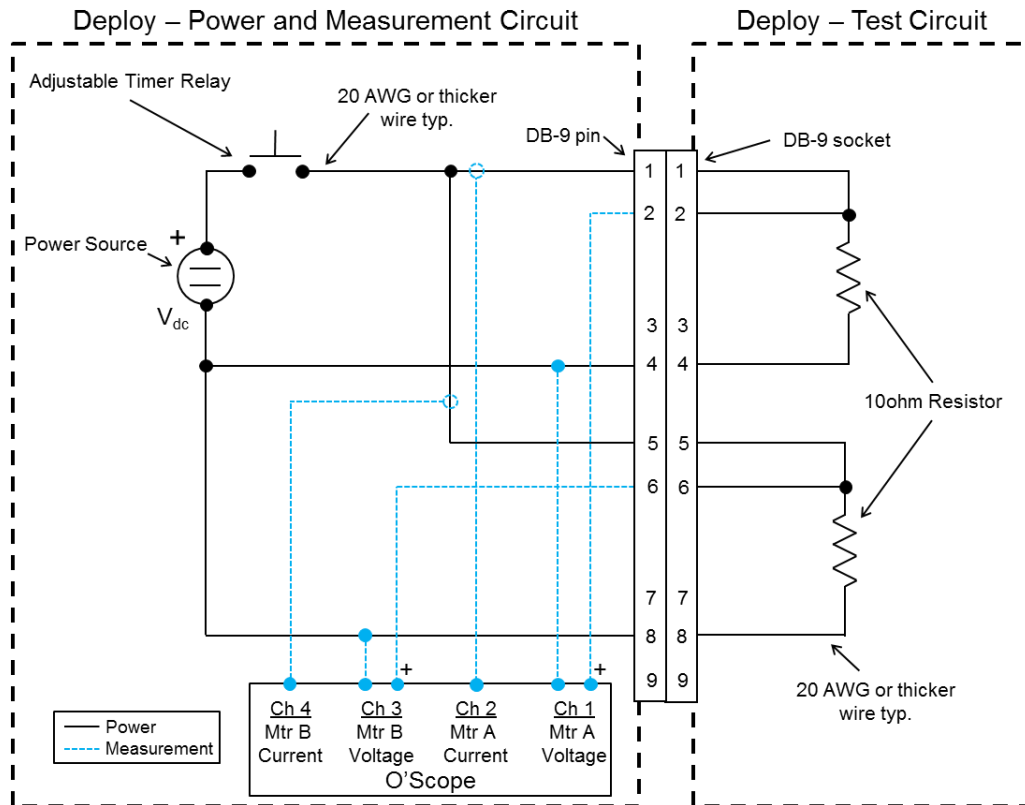 Deploy – Power and Measurement Circuit
Deploy – Test Circuit
Adjustable Timer Relay
20 AWG or thicker
wire typ.
DB-9 pin
DB-9 socket
Power Source
+
Vdc
1 1
2 2
3 3
4 4
5 5
6 6
7 7
8 8
9 9
10ohm Resistor
20 AWG or thicker
wire typ.
Power
Measurement
+
+
Ch 4
Mtr B
Current
Ch 3
Mtr B
Voltage
Ch 2
Mtr A
Current
Ch 1
Mtr A
Voltage
O'Scope